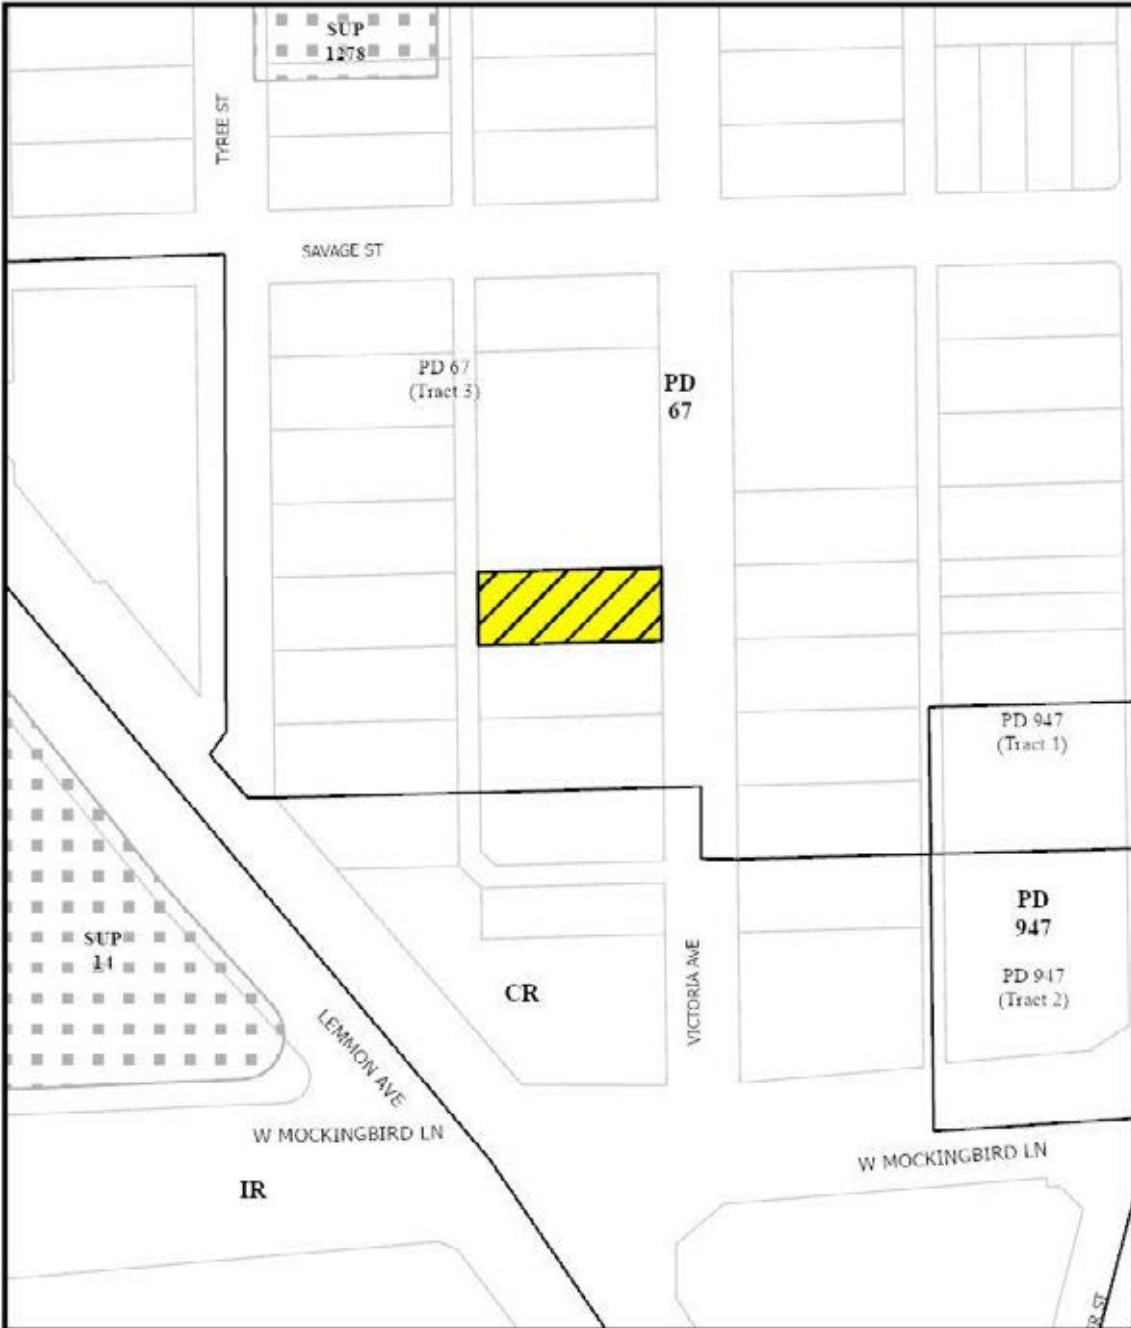 SUP
1278
TYREE ST
SAVAGE ST
PD 67
(Tract 3)
PD
67
PD 947
(Tract 1)
PD
947
PD 947
(Tract 2)
SUP
14
CR
VICTORIA AVE
LEMMON AVE
W MOCKINGBIRD LN
W MOCKINGBIRD LN
IR
ST